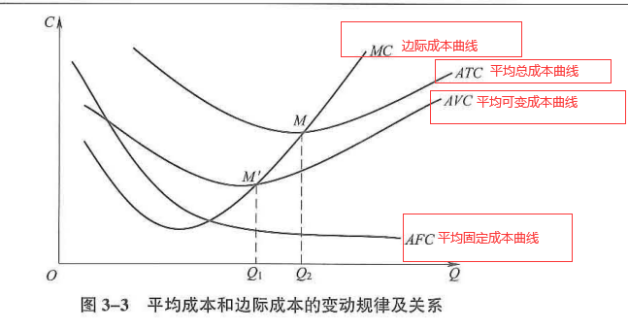 C
MC 边际成本曲线
ATC 平均总成本曲线
AVC 平均可变成本曲线
M
M'
AFC 平均固定成本曲线
O
Q1
Q2
Q
图 3-3 平均成本和边际成本的变动规律及关系